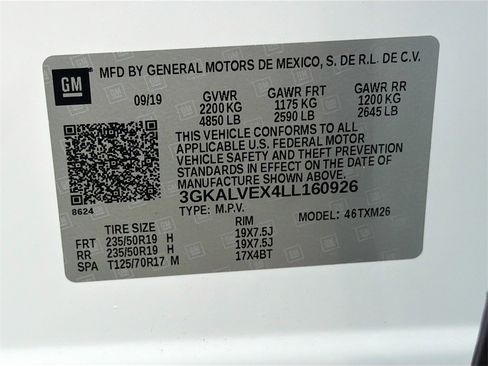 GM
MFD BY GENERAL MOTORS DE MEXICO, S. DE R.L. DE C.V.
09/19 GVWR GAWR FRT GAWR RR
2200 KG 1175 KG 1200 KG
4850 LB 2590 LB 2645 LB
THIS VEHICLE CONFORMS TO ALL
APPLICABLE U.S. FEDERAL MOTOR
VEHICLE SAFETY AND THEFT PREVENTION
STANDARDS IN EFFECT ON THE DATE OF
MANUFACTURE SHOWN ABOVE.
3GKALVEX4LL160926
8624 TYPE: M.P.V. MODEL: 46TXM26
TIRE SIZE RIM
FRT 235/50R19 H 19X7.5J
RR 235/50R19 H 19X7.5J
SPA T125/70R17 M 17X4BT